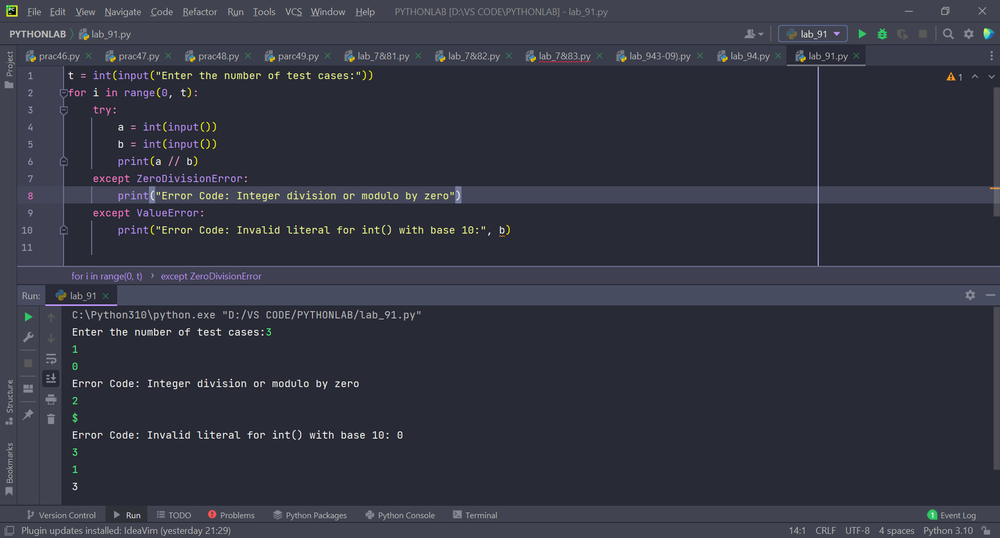 PC File Edit View Navigate Code Refactor Run Tools VCS Window Help PYTHONLAB [D:\VS CODE\PYTHONLAB] - lab_91.py
PYTHONLAB lab_91.py lab_91
Project
prac46.py prac47.py prac48.py parc49.py lab_7&81.py lab_7&82.py lab_7&83.py lab_943-09).py lab_94.py lab_91.py
1 t = int(input("Enter the number of test cases:"))
1
2 for i in range(0, t):
3 try:
4 a = int(input())
5 b = int(input())
6 print(a // b)
7 except ZeroDivisionError:
8 print("Error Code: Integer division or modulo by zero")
9 except ValueError:
10 print("Error Code: Invalid literal for int() with base 10:", b)
11
for i in range(0, t) › except ZeroDivisionError
Run: lab_91
C:\Python310\python.exe "D:/VS CODE/PYTHONLAB/lab_91.py"
Enter the number of test cases:3
1
0
Error Code: Integer division or modulo by zero
2
$
Error Code: Invalid literal for int() with base 10: 0
3
1
3
Structure
Bookmarks
Version Control Run TODO Problems Python Packages Python Console Terminal 1 Event Log
Plugin updates installed: IdeaVim (yesterday 21:29) 14:1 CRLF UTF-8 4 spaces Python 3.10